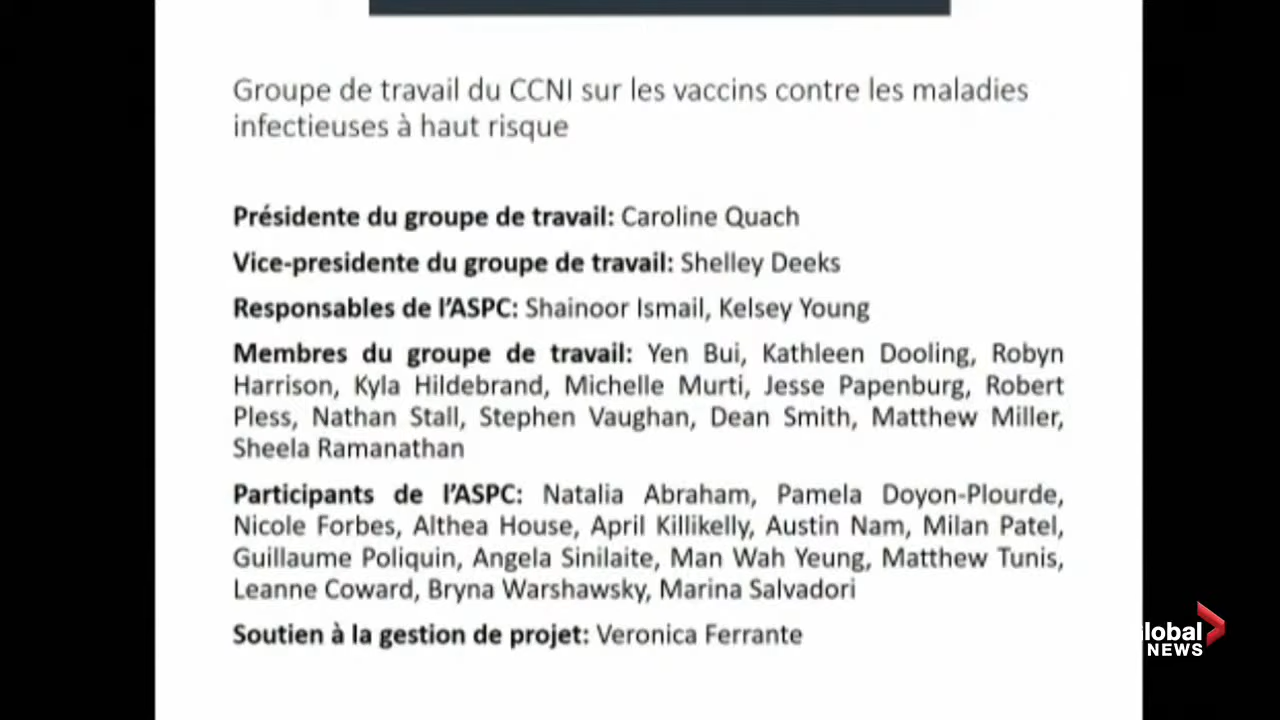 Groupe de travail du CCNI sur les vaccins contre les maladies
infectieuses à haut risque
Présidente du groupe de travail: Caroline Quach
Vice-presidente du groupe de travail: Shelley Deeks
Responsables de l'ASPC: Shainoor Ismail, Kelsey Young
Membres du groupe de travail: Yen Bui, Kathleen Dooling, Robyn
Harrison, Kyla Hildebrand, Michelle Murti, Jesse Papenburg, Robert
Pless, Nathan Stall, Stephen Vaughan, Dean Smith, Matthew Miller,
Sheela Ramanathan
Participants de l'ASPC: Natalia Abraham, Pamela Doyon-Plourde,
Nicole Forbes, Althea House, April Killikelly, Austin Nam, Milan Patel,
Guillaume Poliquin, Angela Sinilaite, Man Wah Yeung, Matthew Tunis,
Leanne Coward, Bryna Warshawsky, Marina Salvadori
Soutien à la gestion de projet: Veronica Ferrante
Global
NEWS